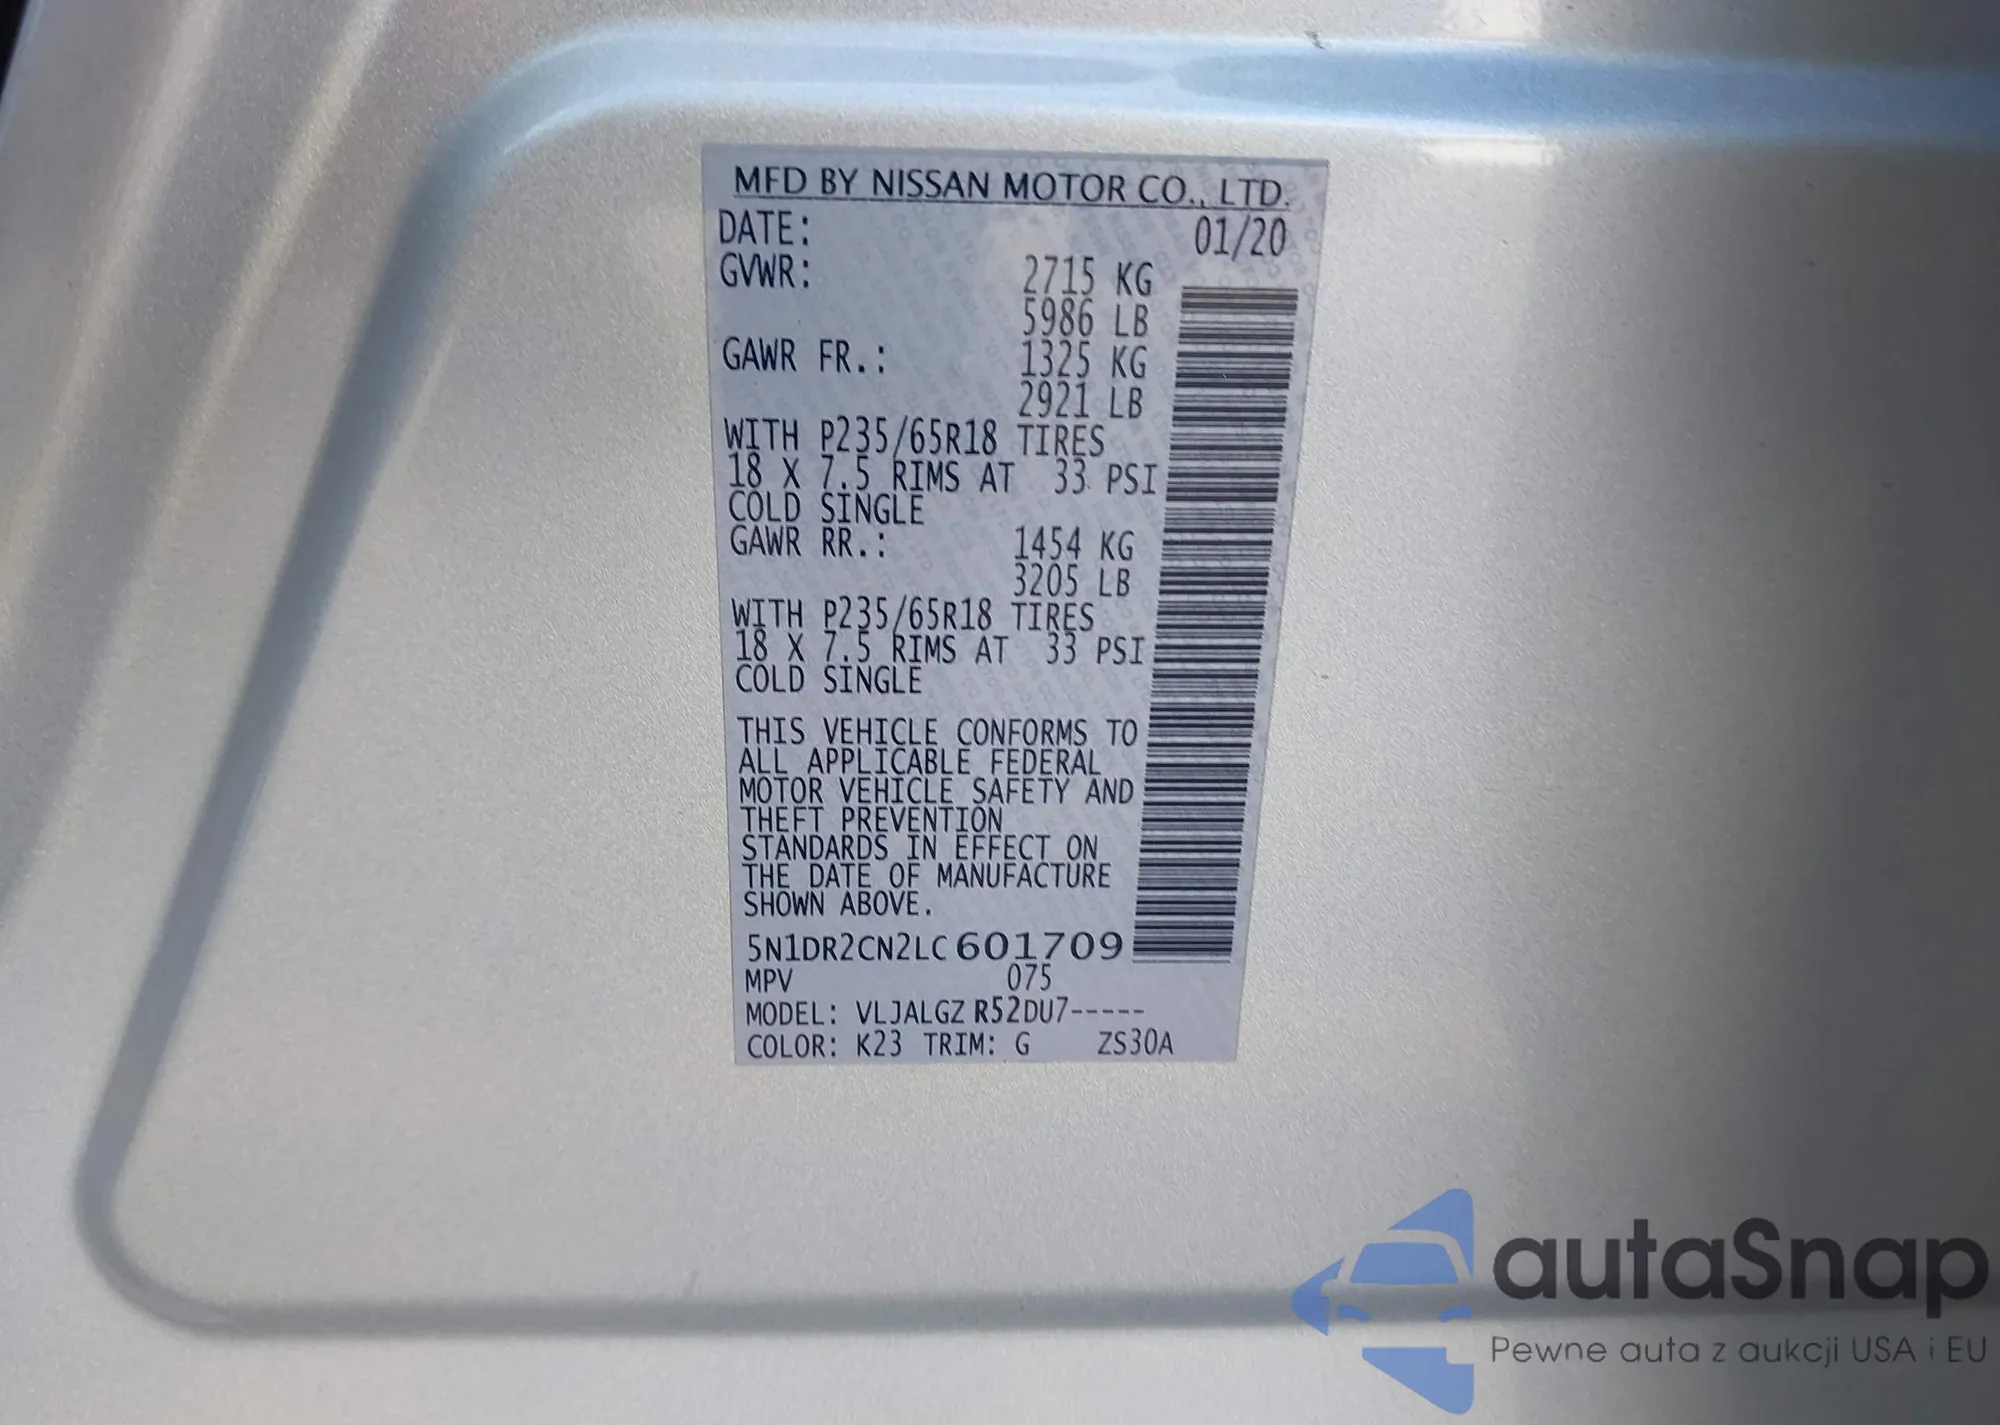 MFD BY NISSAN MOTOR CO., LTD.
DATE: 01/20
GVWR: 2715 KG
5986 LB
GAWR FR.: 1325 KG
2921 LB
WITH P235/65R18 TIRES
18 X 7.5 RIMS AT 33 PSI
COLD SINGLE
GAWR RR.: 1454 KG
3205 LB
WITH P235/65R18 TIRES
18 X 7.5 RIMS AT 33 PSI
COLD SINGLE
THIS VEHICLE CONFORMS TO
ALL APPLICABLE FEDERAL
MOTOR VEHICLE SAFETY AND
THEFT PREVENTION
STANDARDS IN EFFECT ON
THE DATE OF MANUFACTURE
SHOWN ABOVE.
5N1DR2CN2LC601709
MPV 075
MODEL: VLJALGZ R52DU7-----
COLOR: K23 TRIM: G ZS30A
autaSnap
Pewne auta z aukcji USA i EU